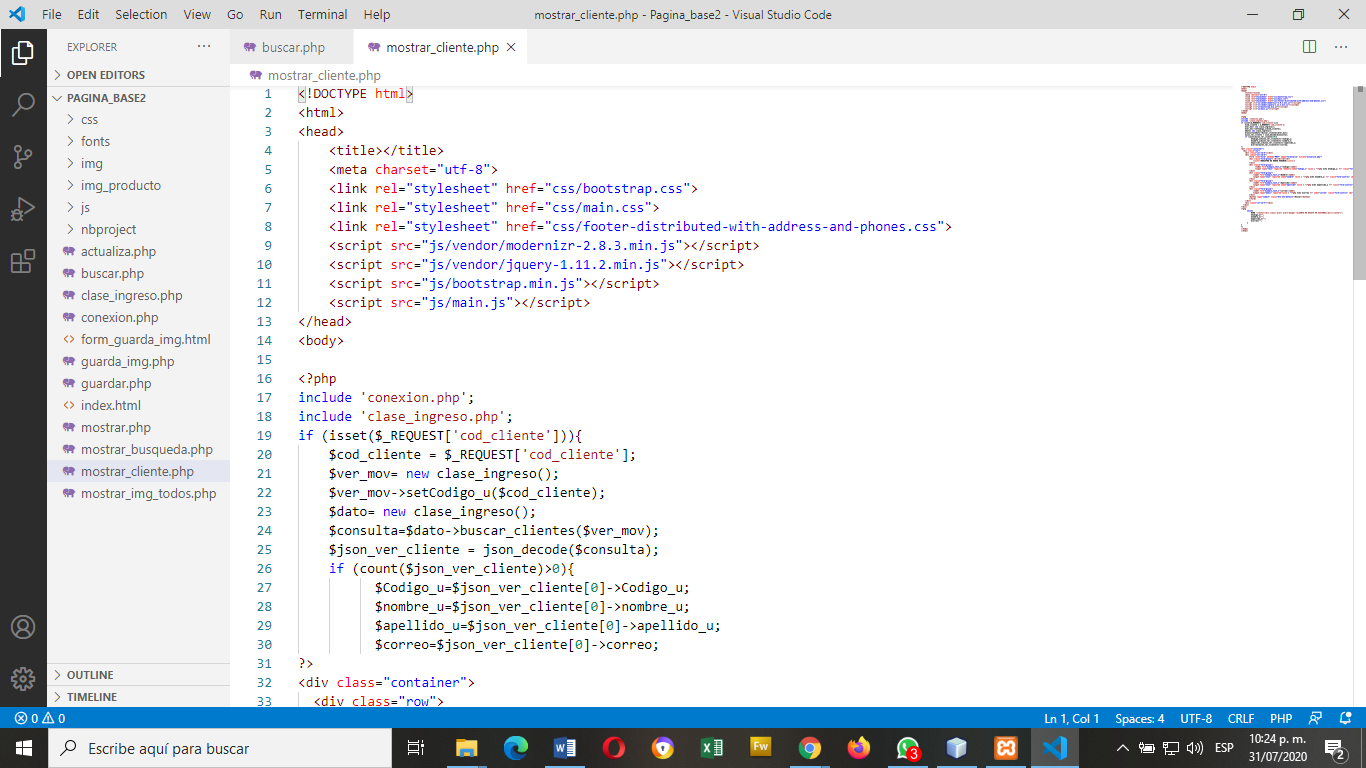 File Edit Selection View Go Run Terminal Help mostrar_cliente.php - Pagina_base2 - Visual Studio Code
EXPLORER ···
OPEN EDITORS
PAGINA_BASE2
css
fonts
img
img_producto
js
nbproject
actualiza.php
buscar.php
clase_ingreso.php
conexion.php
form_guarda_img.html
guarda_img.php
guardar.php
index.html
mostrar.php
mostrar_busqueda.php
mostrar_cliente.php
mostrar_img_todos.php
OUTLINE
TIMELINE
buscar.php mostrar_cliente.php
mostrar_cliente.php
1 <!DOCTYPE html>
2 <html>
3 <head>
4 <title></title>
5 <meta charset="utf-8">
6 <link rel="stylesheet" href="css/bootstrap.css">
7 <link rel="stylesheet" href="css/main.css">
8 <link rel="stylesheet" href="css/footer-distributed-with-address-and-phones.css">
9 <script src="js/vendor/modernizr-2.8.3.min.js"></script>
10 <script src="js/vendor/jquery-1.11.2.min.js"></script>
11 <script src="js/bootstrap.min.js"></script>
12 <script src="js/main.js"></script>
13 </head>
14 <body>
15
16 <?php
17 include 'conexion.php';
18 include 'clase_ingreso.php';
19 if (isset($_REQUEST['cod_cliente'])){
20 $cod_cliente = $_REQUEST['cod_cliente'];
21 $ver_mov= new clase_ingreso();
22 $ver_mov->setCodigo_u($cod_cliente);
23 $dato= new clase_ingreso();
24 $consulta=$dato->buscar_clientes($ver_mov);
25 $json_ver_cliente = json_decode($consulta);
26 if (count($json_ver_cliente)>0){
27 $Codigo_u=$json_ver_cliente[0]->Codigo_u;
28 $nombre_u=$json_ver_cliente[0]->nombre_u;
29 $apellido_u=$json_ver_cliente[0]->apellido_u;
30 $correo=$json_ver_cliente[0]->correo;
31 ?>
32 <div class="container">
33 <div class="row">
0 0 Ln 1, Col 1 Spaces: 4 UTF-8 CRLF PHP
Escribe aquí para buscar
Fw
3
ESP
10:24 p. m.
31/07/2020
2